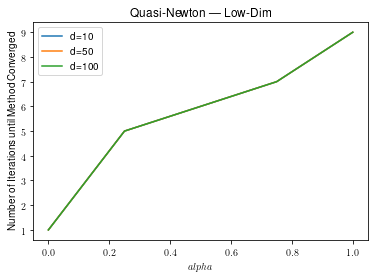 Quasi-Newton — Low-Dim
d=10
d=50
d=100
Number of Iterations until Method Converged
9
8
7
6
5
4
3
2
1
0.0 0.2 0.4 0.6 0.8 1.0
alpha